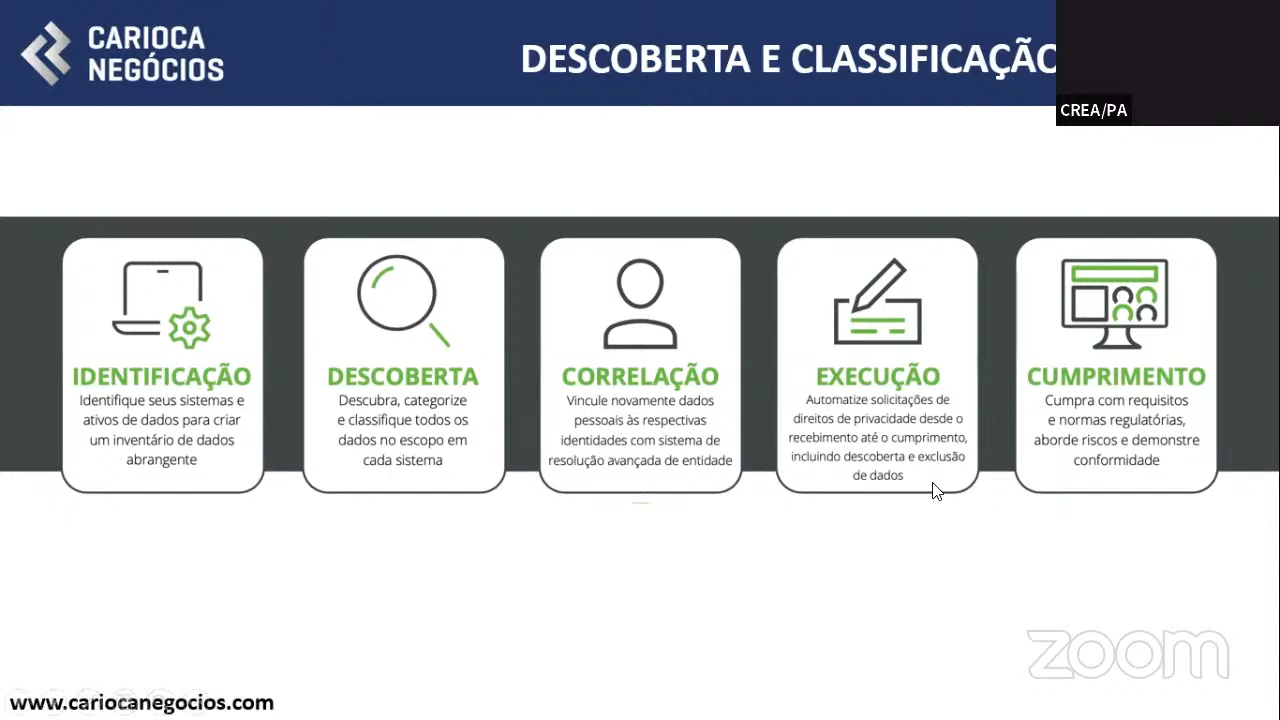 CARIOCA
NEGÓCIOS
DESCOBERTA E CLASSIFICAÇÃO
CREA/PA
IDENTIFICAÇÃO
Identifique seus sistemas e
ativos de dados para criar
um inventário de dados
abrangente
DESCOBERTA
Descubra, categorize
e classifique todos os
dados no escopo em
cada sistema
CORRELAÇÃO
Vincule novamente dados
pessoais às respectivas
identidades com sistema de
resolução avançada de entidade
EXECUÇÃO
Automatize solicitações de
direitos de privacidade desde o
recebimento até o cumprimento,
incluindo descoberta e exclusão
de dados
CUMPRIMENTO
Cumpra com requisitos
e normas regulatórias,
aborde riscos e demonstre
conformidade
zoom
www.cariocanegocios.com